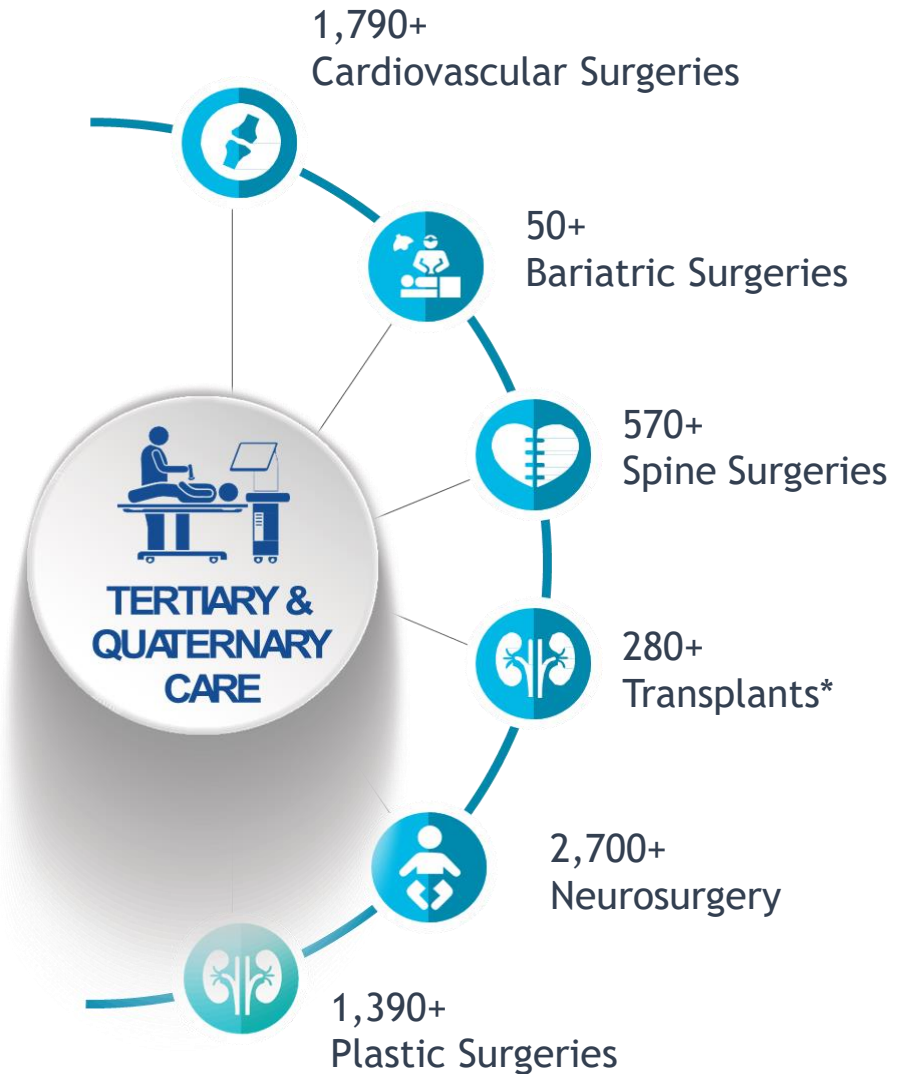 1,790+
Cardiovascular Surgeries
50+
Bariatric Surgeries
570+
Spine Surgeries
TERTIARY &
QUATERNARY
CARE
280+
Transplants*
2,700+
Neurosurgery
1,390+
Plastic Surgeries